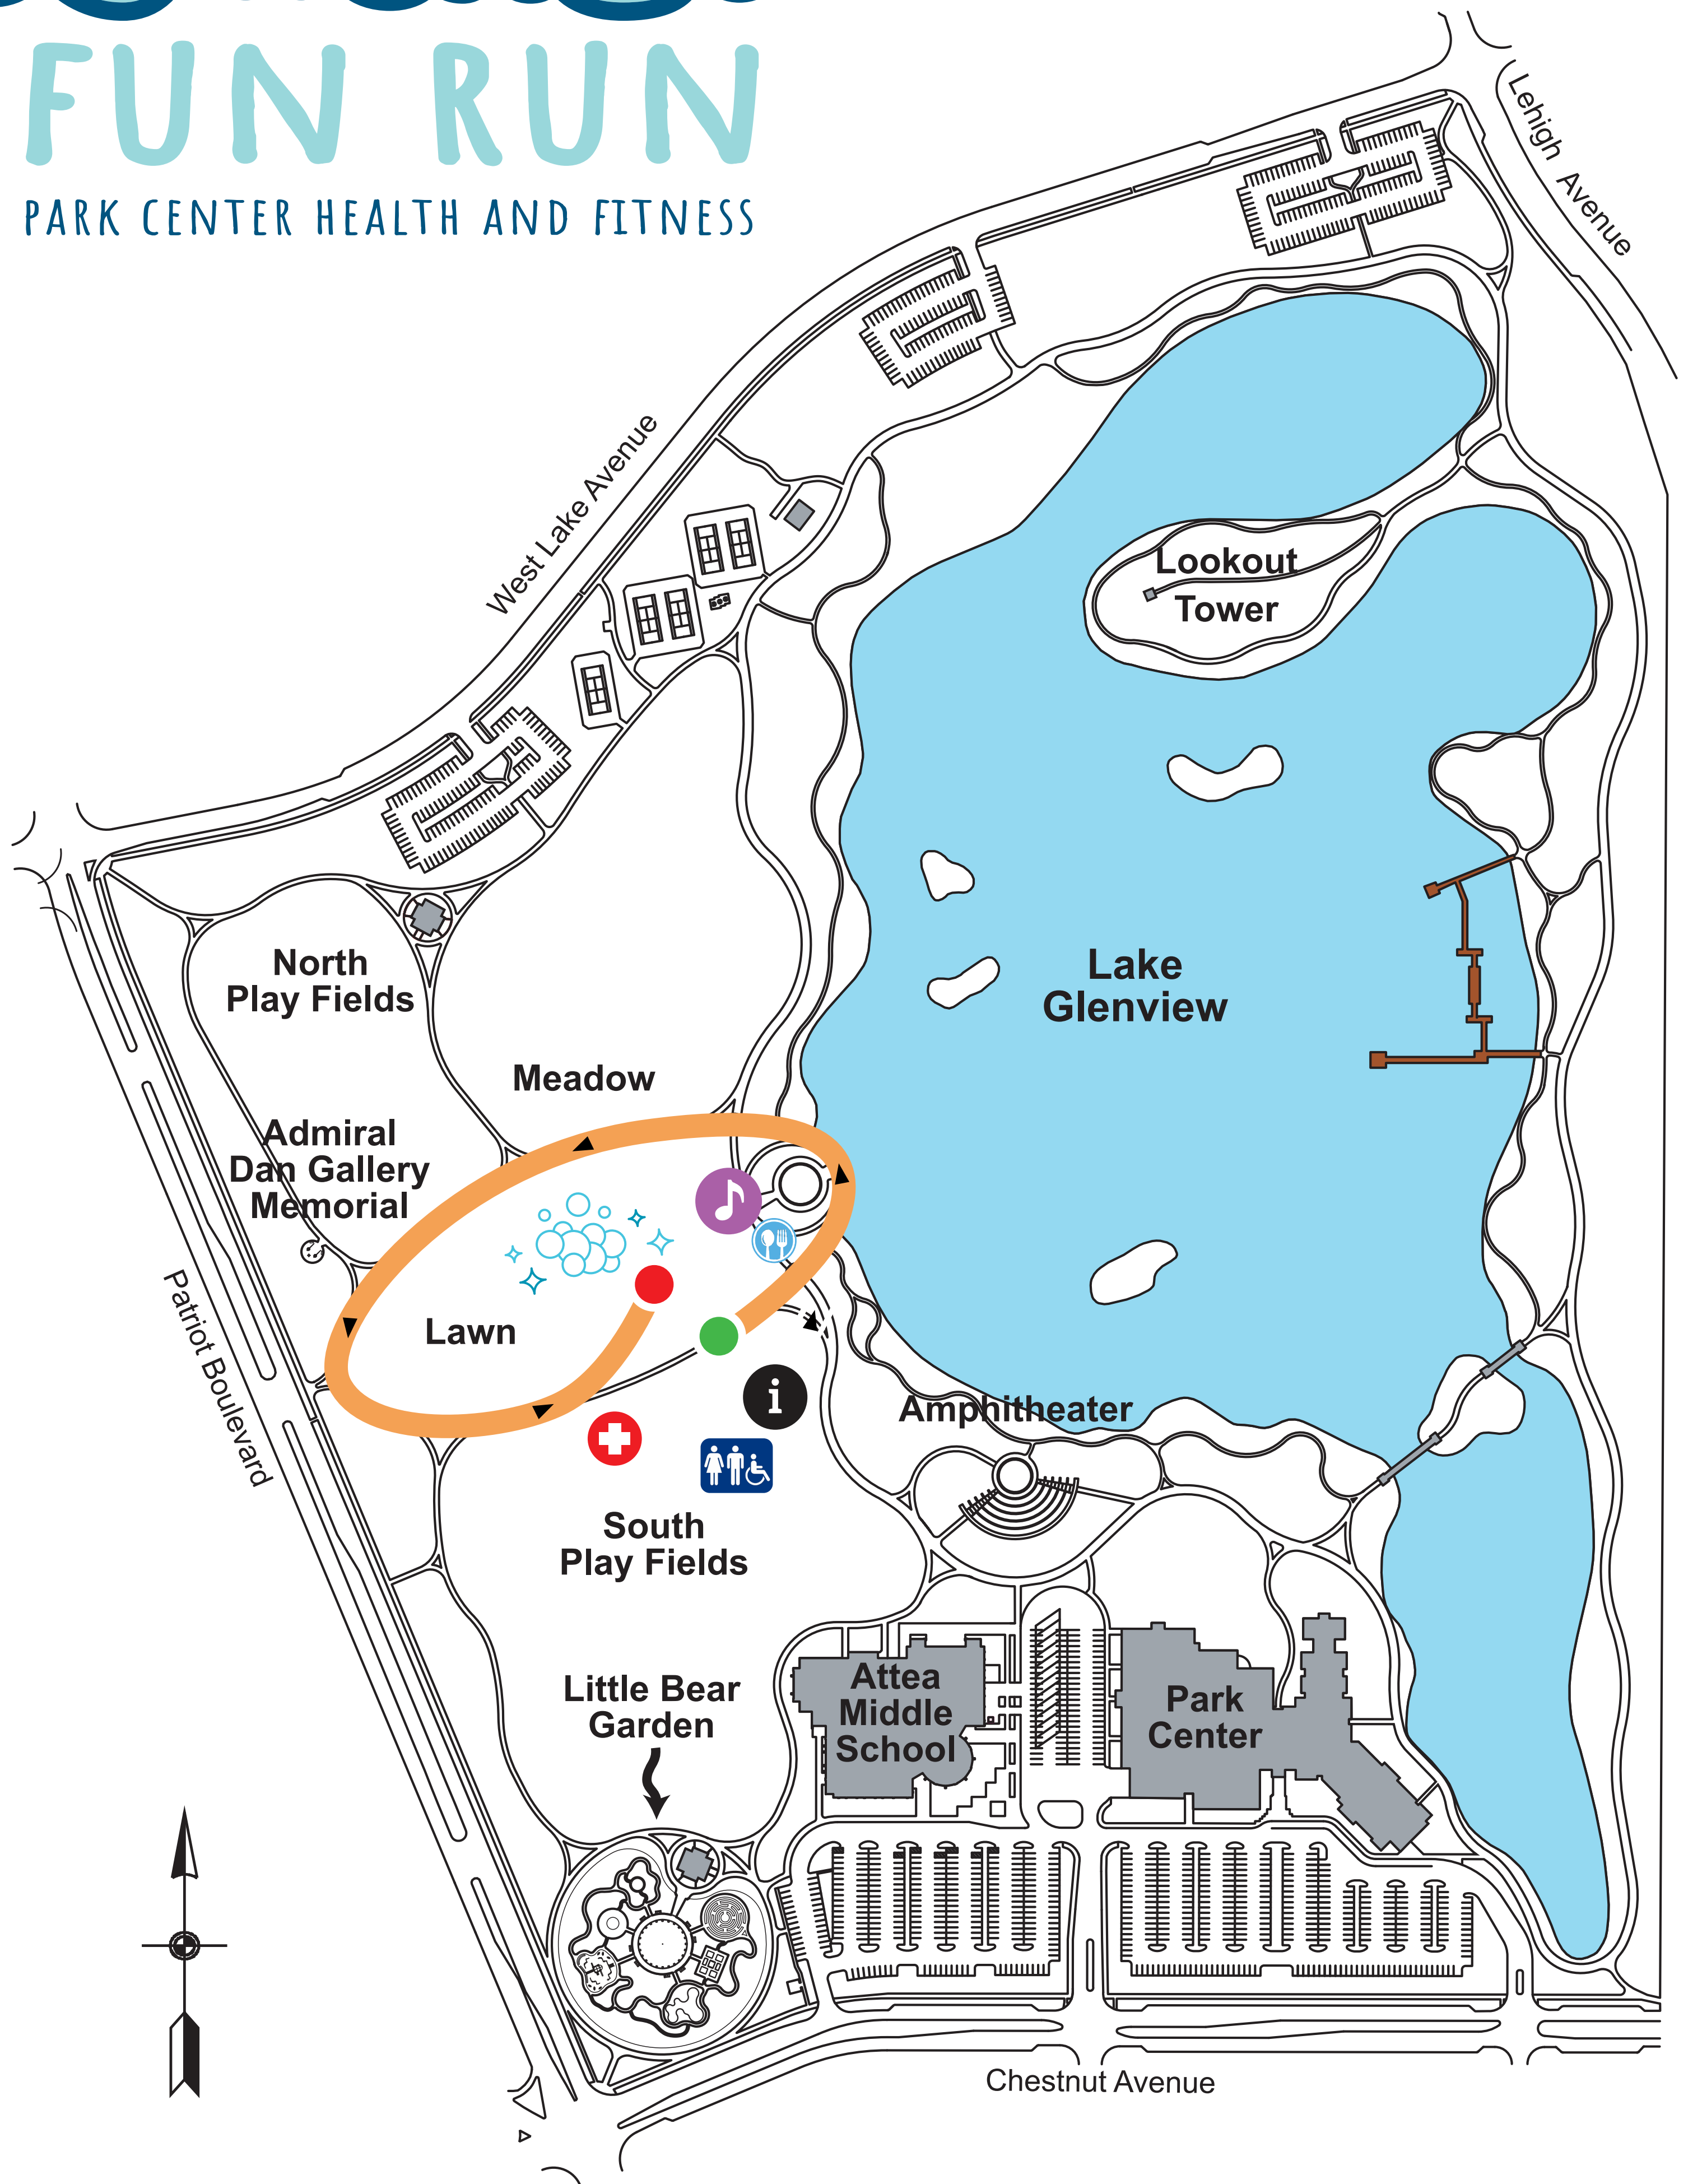 FUN RUN
PARK CENTER HEALTH AND FITNESS
Lehigh Avenue
West Lake Avenue
Lookout
Tower
North
Play Fields
Lake
Glenview
Meadow
Admiral
Dan Gallery
Memorial
Lawn
Patriot Boulevard
i
Amphitheater
South
Play Fields
Little Bear
Garden
Attea
Middle
School
Park
Center
Chestnut Avenue